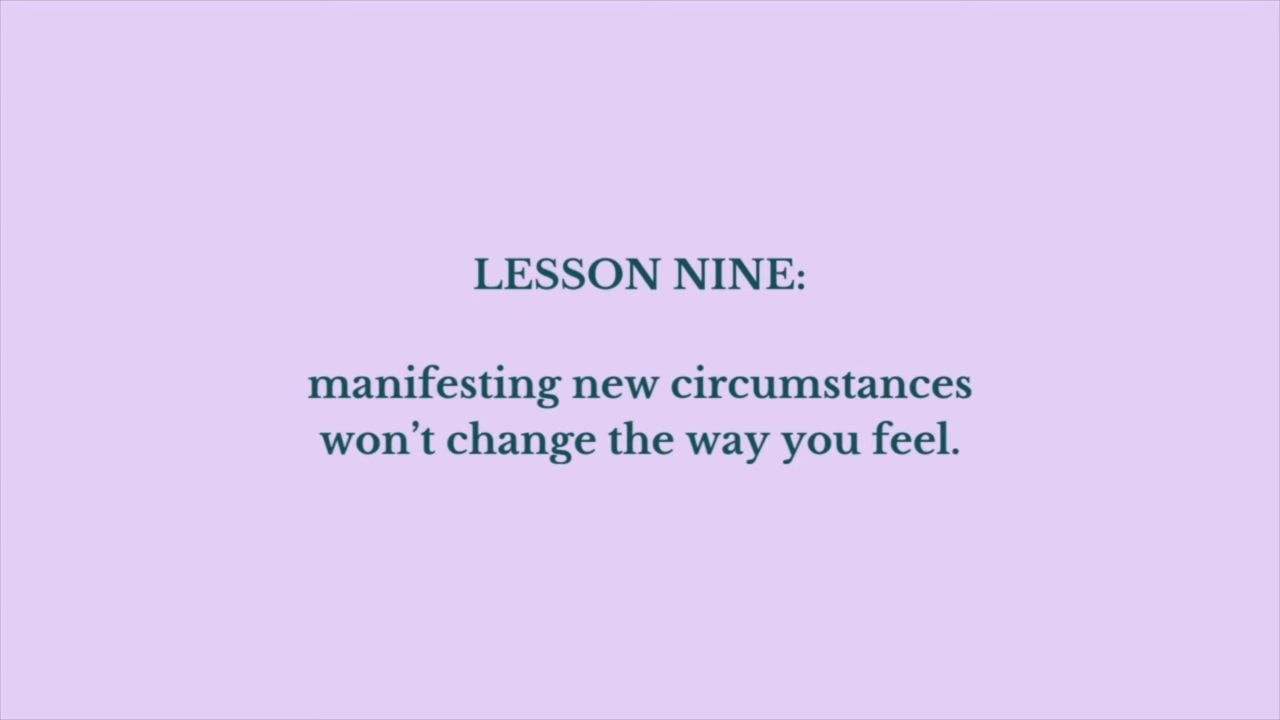 LESSON NINE:
manifesting new circumstances
won’t change the way you feel.